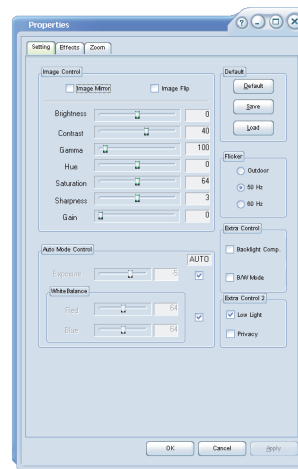 Properties
Setting Effects Zoom
Image Control
Image Mirror Image Flip
Brightness 0
Contrast 40
Gamma 100
Hue 0
Saturation 64
Sharpness 3
Gain 0
Auto Mode Control
AUTO
Exposure -5
WhiteBalance
Red 64
Blue 64
Default
Default
Save
Load
Flicker
Outdoor
50 Hz
60 Hz
Extra Control
Backlight Comp.
B/W Mode
Extra Control 2
Low Light
Privacy
OK Cancel Apply